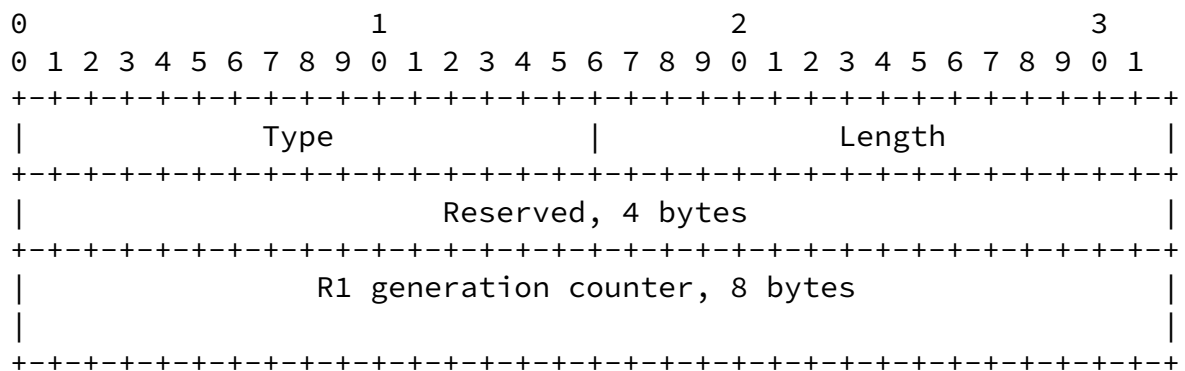 0                   1                   2                   3
0 1 2 3 4 5 6 7 8 9 0 1 2 3 4 5 6 7 8 9 0 1 2 3 4 5 6 7 8 9 0 1
+-+-+-+-+-+-+-+-+-+-+-+-+-+-+-+-+-+-+-+-+-+-+-+-+-+-+-+-+-+-+-+-+
|             Type              |             Length            |
+-+-+-+-+-+-+-+-+-+-+-+-+-+-+-+-+-+-+-+-+-+-+-+-+-+-+-+-+-+-+-+-+
|                       Reserved, 4 bytes                       |
+-+-+-+-+-+-+-+-+-+-+-+-+-+-+-+-+-+-+-+-+-+-+-+-+-+-+-+-+-+-+-+-+
|                R1 generation counter, 8 bytes                 |
|                                                               |
+-+-+-+-+-+-+-+-+-+-+-+-+-+-+-+-+-+-+-+-+-+-+-+-+-+-+-+-+-+-+-+-+